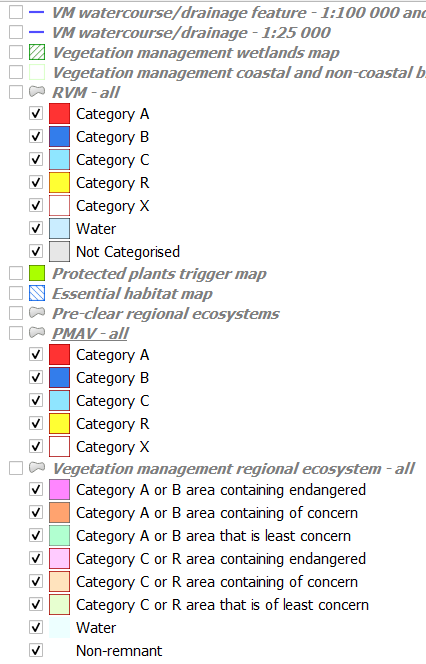 VM watercourse/drainage feature - 1:100 000 and
VM watercourse/drainage - 1:25 000
Vegetation management wetlands map
Vegetation management coastal and non-coastal b
RVM - all
Category A
Category B
Category C
Category R
Category X
Water
Not Categorised
Protected plants trigger map
Essential habitat map
Pre-clear regional ecosystems
PMAV - all
Category A
Category B
Category C
Category R
Category X
Vegetation management regional ecosystem - all
Category A or B area containing endangered
Category A or B area containing of concern
Category A or B area that is least concern
Category C or R area containing endangered
Category C or R area containing of concern
Category C or R area that is of least concern
Water
Non-remnant